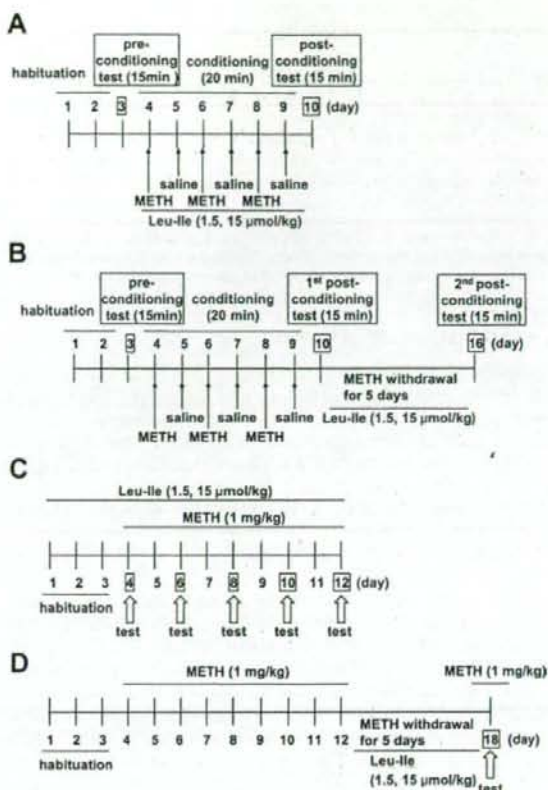 A
habituation
pre-
conditioning
test (15min )
conditioning
(20 min)
post-
conditioning
test (15 min)
1 2 3 4 5 6 7 8 9 10 (day)
saline saline saline
METH METH METH
Leu-Ile (1.5, 15 µmol/kg)
B
habituation
pre-
conditioning
test (15min)
conditioning
(20 min)
1st post-
conditioning
test (15 min)
2nd post-
conditioning
test (15 min)
1 2 3 4 5 6 7 8 9 10 16 (day)
saline saline saline
METH METH METH
METH withdrawal
for 5 days
Leu-Ile (1.5, 15 µmol/kg)
C
Leu-Ile (1.5, 15 µmol/kg)
METH (1 mg/kg)
1 2 3 4 5 6 7 8 9 10 11 12 (day)
habituation
test test test test test
D
METH (1 mg/kg) METH (1 mg/kg)
METH withdrawal
for 5 days
1 2 3 4 5 6 7 8 9 10 11 12 18 (day)
habituation
Leu-Ile
(1.5, 15 µmol/kg)
test